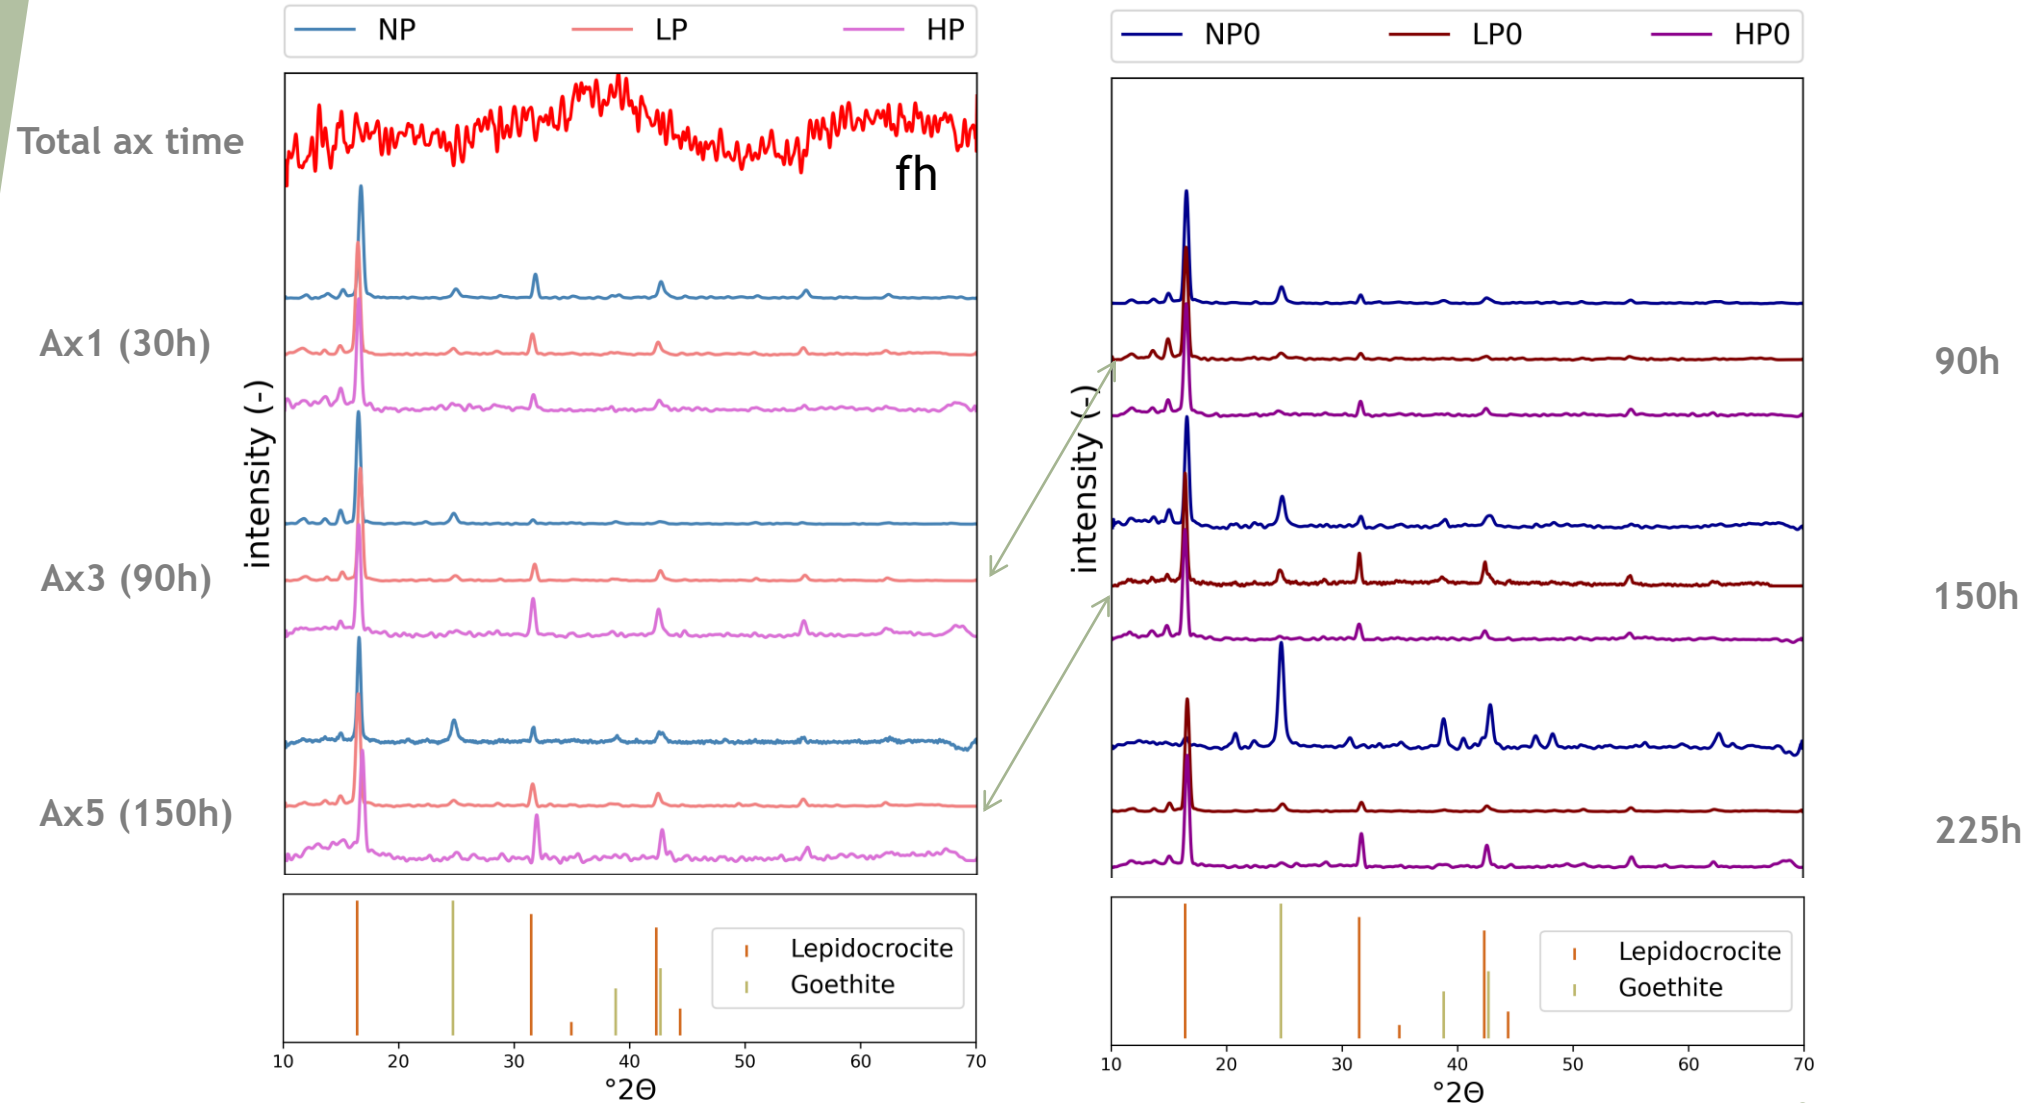 NP LP HP
NP0 LP0 HP0
Total ax time
fh
Ax1 (30h)
90h
intensity (-)
intensity (-)
Ax3 (90h)
150h
Ax5 (150h)
225h
Lepidocrocite
Goethite
Lepidocrocite
Goethite
10 20 30 40 50 60 70
10 20 30 40 50 60 70
°2Θ
°2Θ